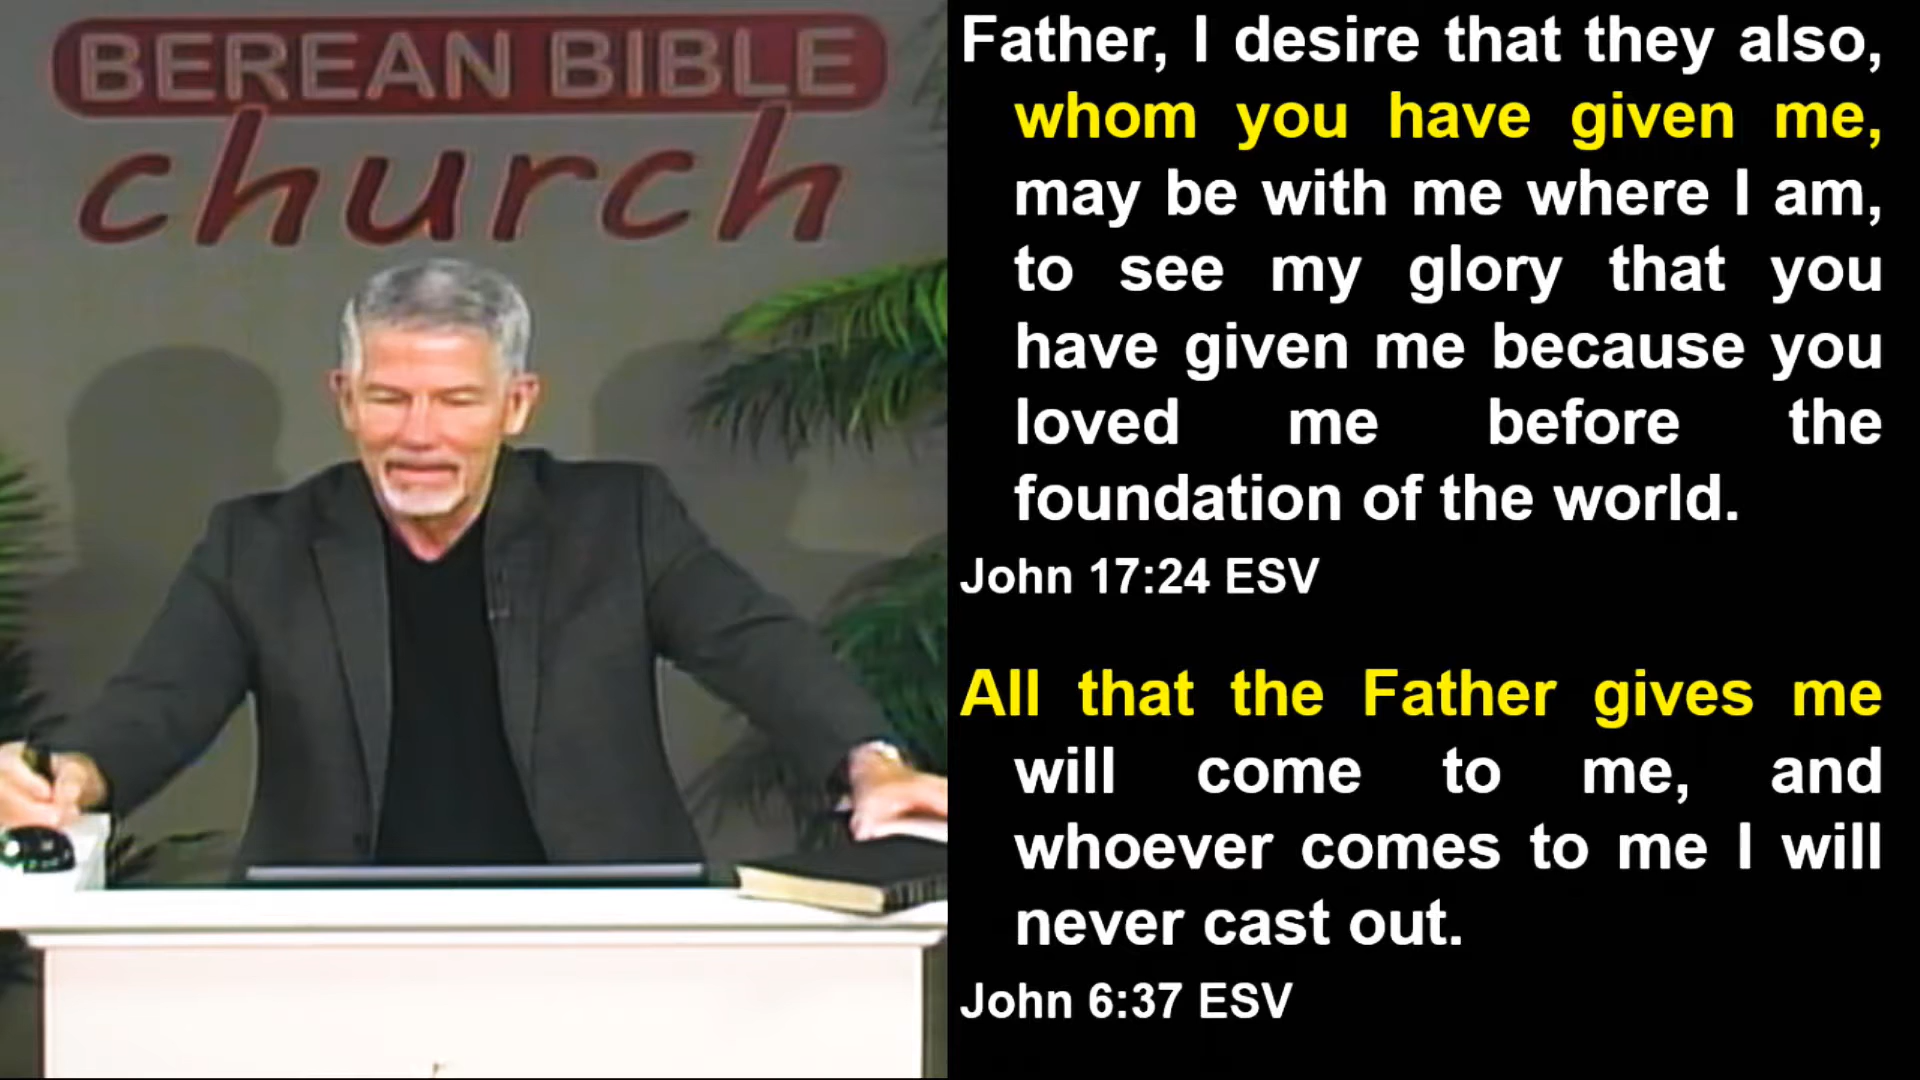 BEREAN BIBLE
church
Father, I desire that they also,
whom you have given me,
may be with me where I am,
to see my glory that you
have given me because you
loved me before the
foundation of the world.
John 17:24 ESV
All that the Father gives me
will come to me, and
whoever comes to me I will
never cast out.
John 6:37 ESV